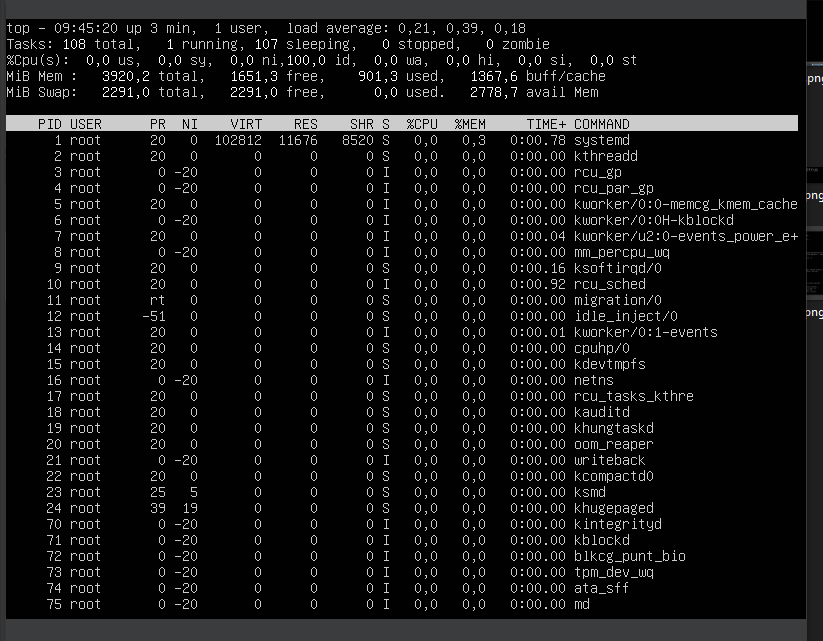 top - 09:45:20 up 3 min,  1 user,  load average: 0,21, 0,39, 0,18
Tasks: 108 total,   1 running, 107 sleeping,   0 stopped,   0 zombie
%Cpu(s):  0,0 us,  0,0 sy,  0,0 ni,100,0 id,  0,0 wa,  0,0 hi,  0,0 si,  0,0 st
MiB Mem :   3920,2 total,   1651,3 free,    901,3 used,   1367,6 buff/cache
MiB Swap:   2291,0 total,   2291,0 free,      0,0 used.   2778,7 avail Mem
PID USER      PR  NI    VIRT    RES    SHR S  %CPU  %MEM     TIME+ COMMAND
1 root      20   0  102812  11676   8520 S   0,0   0,3   0:00.78 systemd
2 root      20   0       0      0      0 S   0,0   0,0   0:00.00 kthreadd
3 root       0 -20       0      0      0 I   0,0   0,0   0:00.00 rcu_gp
4 root       0 -20       0      0      0 I   0,0   0,0   0:00.00 rcu_par_gp
5 root      20   0       0      0      0 I   0,0   0,0   0:00.00 kworker/0:0-memcg_kmem_cache
6 root       0 -20       0      0      0 I   0,0   0,0   0:00.00 kworker/0:0H-kblockd
7 root      20   0       0      0      0 I   0,0   0,0   0:00.04 kworker/u2:0-events_power_e+
8 root       0 -20       0      0      0 I   0,0   0,0   0:00.00 mm_percpu_wq
9 root      20   0       0      0      0 S   0,0   0,0   0:00.16 ksoftirqd/0
10 root      20   0       0      0      0 I   0,0   0,0   0:00.92 rcu_sched
11 root      rt   0       0      0      0 S   0,0   0,0   0:00.00 migration/0
12 root     -51   0       0      0      0 S   0,0   0,0   0:00.00 idle_inject/0
13 root      20   0       0      0      0 I   0,0   0,0   0:00.01 kworker/0:1-events
14 root      20   0       0      0      0 S   0,0   0,0   0:00.00 cpuhp/0
15 root      20   0       0      0      0 S   0,0   0,0   0:00.00 kdevtmpfs
16 root       0 -20       0      0      0 I   0,0   0,0   0:00.00 netns
17 root      20   0       0      0      0 S   0,0   0,0   0:00.00 rcu_tasks_kthre
18 root      20   0       0      0      0 S   0,0   0,0   0:00.00 kauditd
19 root      20   0       0      0      0 S   0,0   0,0   0:00.00 khungtaskd
20 root      20   0       0      0      0 S   0,0   0,0   0:00.00 oom_reaper
21 root       0 -20       0      0      0 I   0,0   0,0   0:00.00 writeback
22 root      20   0       0      0      0 S   0,0   0,0   0:00.00 kcompactd0
23 root      25   5       0      0      0 S   0,0   0,0   0:00.00 ksmd
24 root      39  19       0      0      0 S   0,0   0,0   0:00.00 khugepaged
70 root       0 -20       0      0      0 I   0,0   0,0   0:00.00 kintegrityd
71 root       0 -20       0      0      0 I   0,0   0,0   0:00.00 kblockd
72 root       0 -20       0      0      0 I   0,0   0,0   0:00.00 blkcg_punt_bio
73 root       0 -20       0      0      0 I   0,0   0,0   0:00.00 tpm_dev_wq
74 root       0 -20       0      0      0 I   0,0   0,0   0:00.00 ata_sff
75 root       0 -20       0      0      0 I   0,0   0,0   0:00.00 md
png
png
png